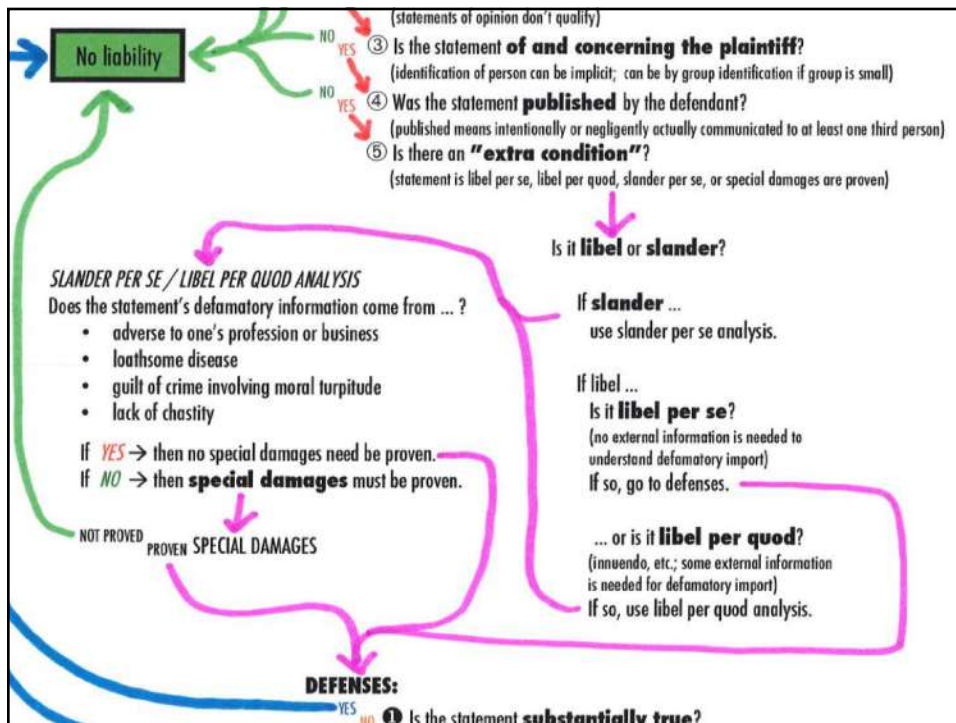 (statements of opinion don't qualify)
No liability
NO YES ③ Is the statement of and concerning the plaintiff?
(identification of person can be implicit; can be by group identification if group is small)
NO YES ④ Was the statement published by the defendant?
(published means intentionally or negligently actually communicated to at least one third person)
⑤ Is there an "extra condition"?
(statement is libel per se, libel per quod, slander per se, or special damages are proven)
Is it libel or slander?
SLANDER PER SE / LIBEL PER QUOD ANALYSIS
Does the statement's defamatory information come from ... ?
• adverse to one's profession or business
• loathsome disease
• guilt of crime involving moral turpitude
• lack of chastity
If YES → then no special damages need be proven.
If NO → then special damages must be proven.
NOT PROVED PROVEN SPECIAL DAMAGES
If slander ...
use slander per se analysis.
If libel ...
Is it libel per se?
(no external information is needed to
understand defamatory import)
If so, go to defenses.
... or is it libel per quod?
(innuendo, etc.; some external information
is needed for defamatory import)
If so, use libel per quod analysis.
DEFENSES:
YES NO ❶ Is the statement substantially true?